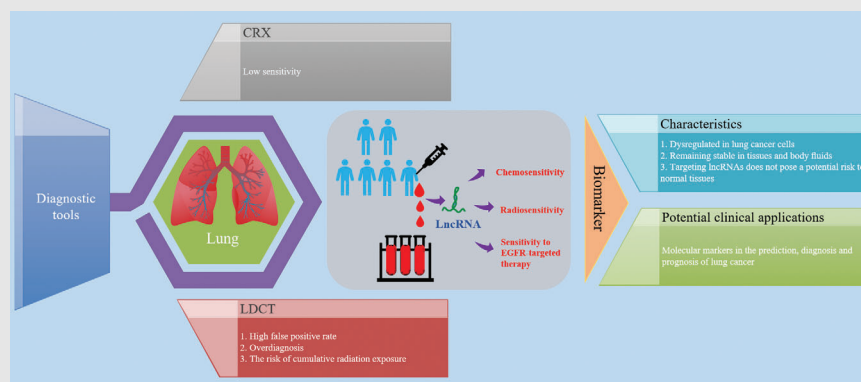 CRX
Low sensitivity
Diagnostic
tools
Lung
LDCT
1. High false positive rate
2. Overdiagnosis
3. The risk of cumulative radiation exposure
Chemosensitivity
LncRNA
Radiosensitivity
Sensitivity to
EGFR-targeted
therapy
Biomarker
Characteristics
1. Dysregulated in lung cancer cells
2. Remaining stable in tissues and body fluids
3. Targeting lncRNAs does not pose a potential risk to
normal tissues
Potential clinical applications
Molecular markers in the prediction, diagnosis and
prognosis of lung cancer